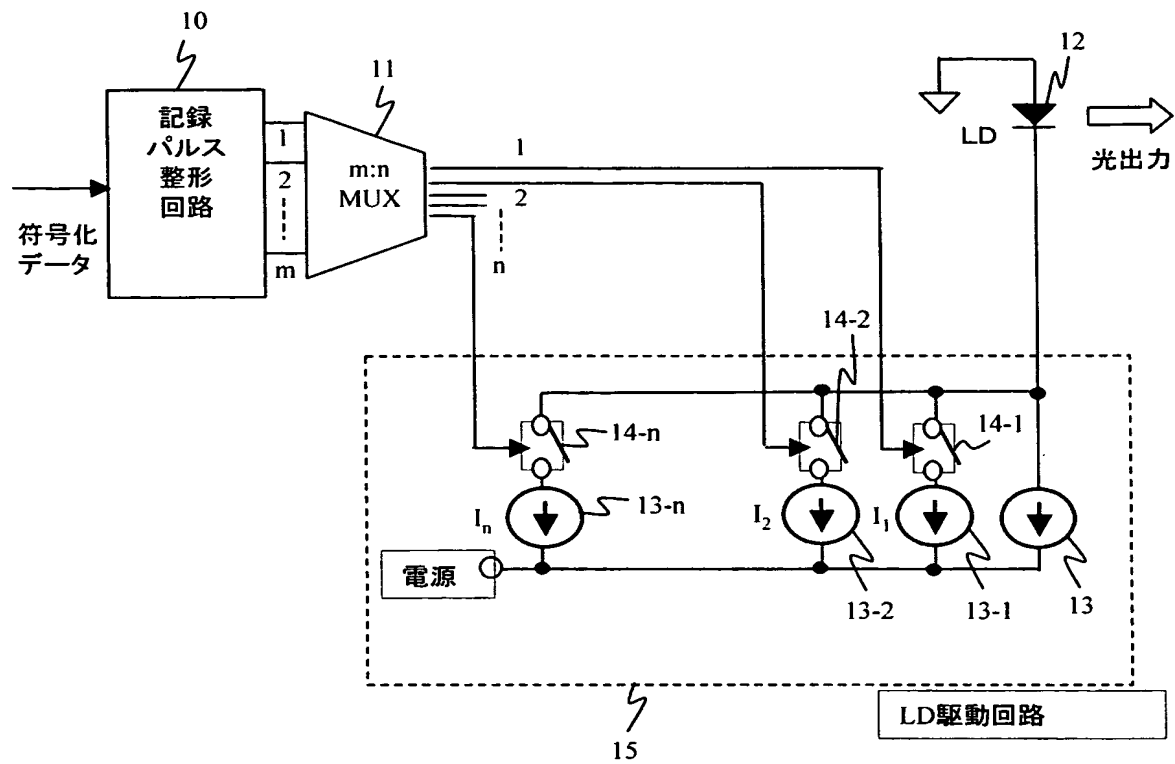 10
記録
パルス
整形
回路
符号化
データ
1
2
m
11
m:n
MUX
1
2
n
12
LD
光出力
14-2
14-n
14-1
In
13-n
I2
I1
電源
13-2
13-1
13
15
LD駆動回路